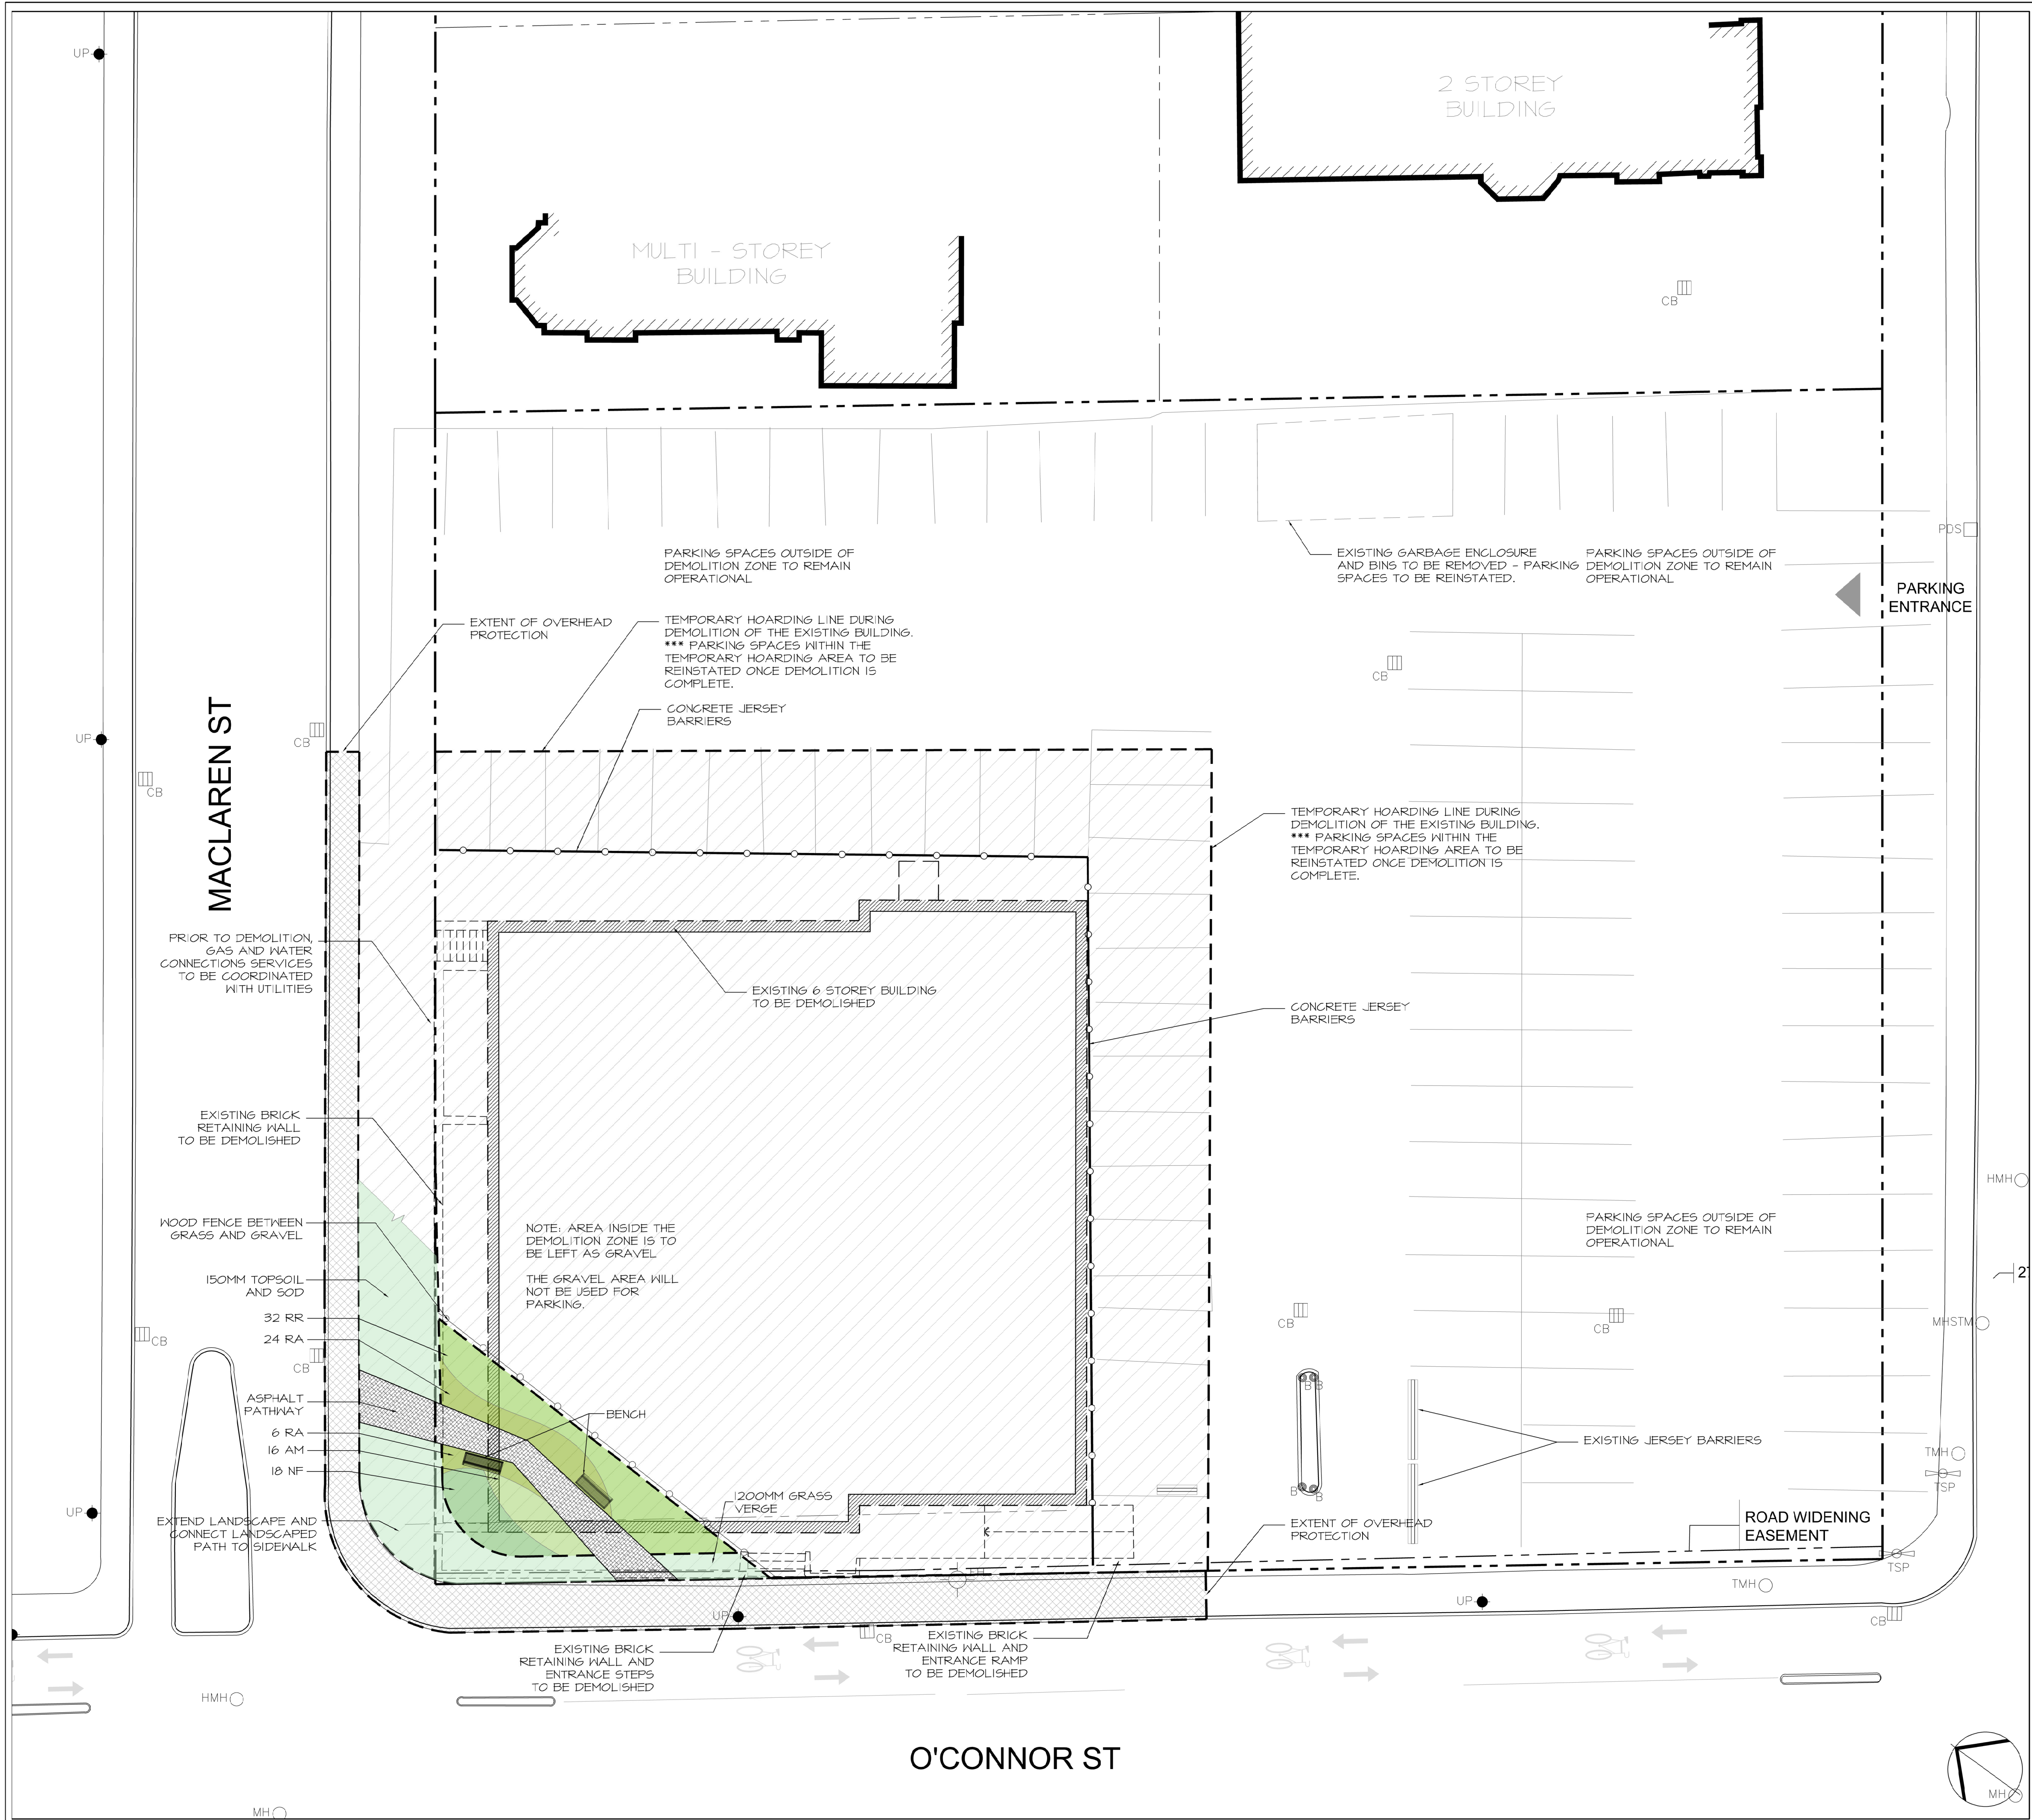 UP
2 STOREY
BUILDING
MULTI - STOREY
BUILDING
CB
PDS
PARKING SPACES OUTSIDE OF
DEMOLITION ZONE TO REMAIN
OPERATIONAL
EXISTING GARBAGE ENCLOSURE
AND BINS TO BE REMOVED - PARKING
SPACES TO BE REINSTATED.
PARKING SPACES OUTSIDE OF
DEMOLITION ZONE TO REMAIN
OPERATIONAL
PARKING
ENTRANCE
EXTENT OF OVERHEAD
PROTECTION
TEMPORARY HOARDING LINE DURING
DEMOLITION OF THE EXISTING BUILDING.
*** PARKING SPACES WITHIN THE
TEMPORARY HOARDING AREA TO BE
REINSTATED ONCE DEMOLITION IS
COMPLETE.
CB
CONCRETE JERSEY
BARRIERS
MACLAREN ST
UP
CB
CB
TEMPORARY HOARDING LINE DURING
DEMOLITION OF THE EXISTING BUILDING.
*** PARKING SPACES WITHIN THE
TEMPORARY HOARDING AREA TO BE
REINSTATED ONCE DEMOLITION IS
COMPLETE.
PRIOR TO DEMOLITION,
GAS AND WATER
CONNECTIONS SERVICES
TO BE COORDINATED
WITH UTILITIES
EXISTING 6 STOREY BUILDING
TO BE DEMOLISHED
CONCRETE JERSEY
BARRIERS
EXISTING BRICK
RETAINING WALL
TO BE DEMOLISHED
HMH
WOOD FENCE BETWEEN
GRASS AND GRAVEL
NOTE: AREA INSIDE THE
DEMOLITION ZONE IS TO
BE LEFT AS GRAVEL
THE GRAVEL AREA WILL
NOT BE USED FOR
PARKING.
PARKING SPACES OUTSIDE OF
DEMOLITION ZONE TO REMAIN
OPERATIONAL
150MM TOPSOIL
AND SOD
32 RR
24 RA
CB
CB
CB
CB
MHSTM
ASPHALT
PATHWAY
6 RA
16 AM
18 NF
BENCH
B
B
EXISTING JERSEY BARRIERS
TMH
TSP
B
B
UP
1200MM GRASS
VERGE
EXTEND LANDSCAPE AND
CONNECT LANDSCAPED
PATH TO SIDEWALK
EXTENT OF OVERHEAD
PROTECTION
ROAD WIDENING
EASEMENT
TSP
TMH
UP
UP
CB
CB
EXISTING BRICK
RETAINING WALL AND
ENTRANCE STEPS
TO BE DEMOLISHED
EXISTING BRICK
RETAINING WALL AND
ENTRANCE RAMP
TO BE DEMOLISHED
HMH
O'CONNOR ST
MH
MH